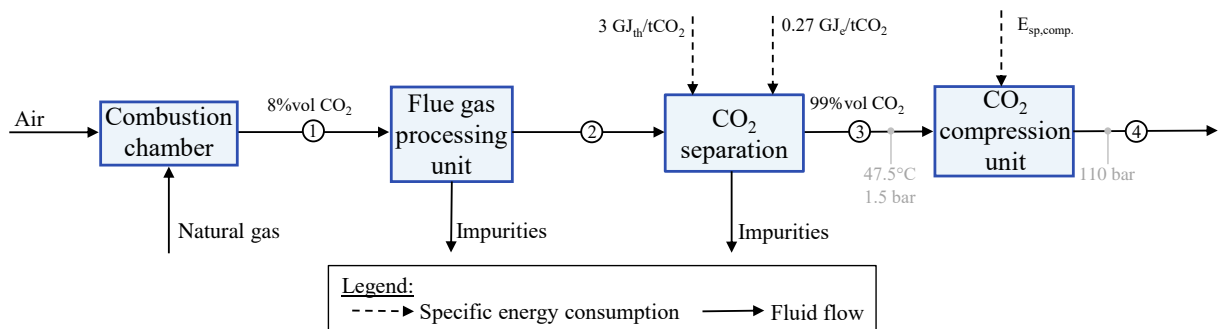 3 GJth/tCO2
0.27 GJe/tCO2
Esp,comp.
Air
Combustion
chamber
8%vol CO2
1
Flue gas
processing
unit
2
CO2
separation
99%vol CO2
3
CO2
compression
unit
4
47.5°C
1.5 bar
110 bar
Natural gas
Impurities
Impurities
Legend:
Specific energy consumption
Fluid flow